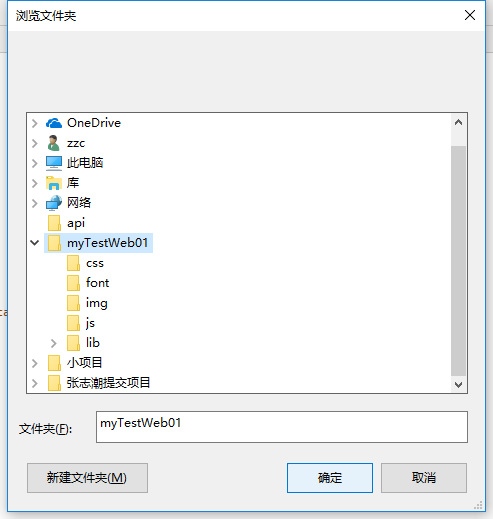 浏览文件夹
OneDrive
zzc
此电脑
库
网络
api
myTestWeb01
css
font
img
js
lib
小项目
张志潮提交项目
文件夹(F):
myTestWeb01
新建文件夹(M)
确定
取消